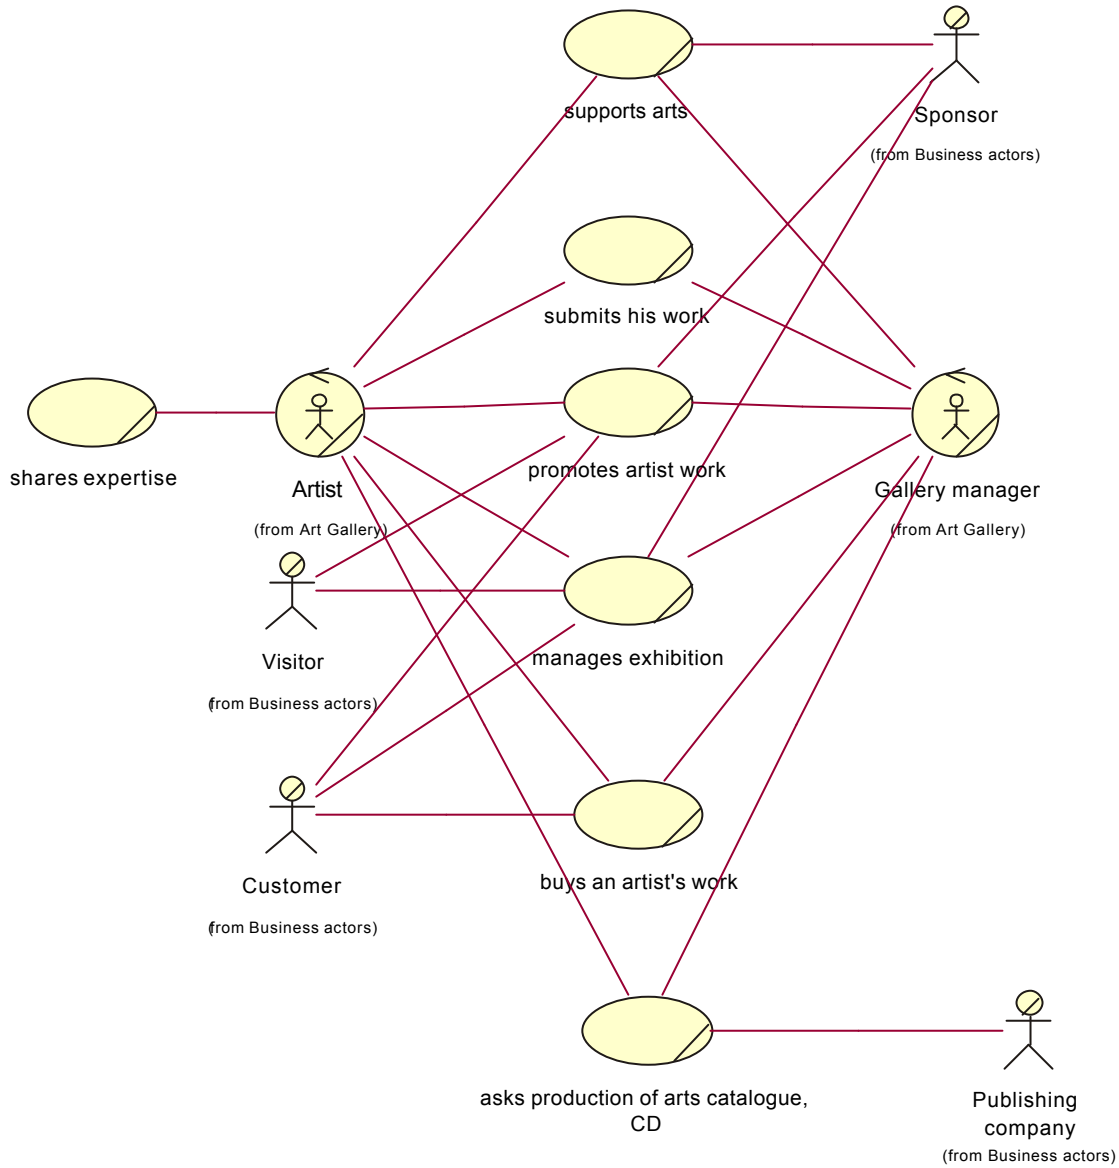 supports arts
Sponsor
(from Business actors)
submits his work
shares expertise
Artist
(from Art Gallery)
promotes artist work
Gallery manager
(from Art Gallery)
Visitor
(from Business actors)
manages exhibition
Customer
(from Business actors)
buys an artist's work
asks production of arts catalogue,
CD
Publishing
company
(from Business actors)